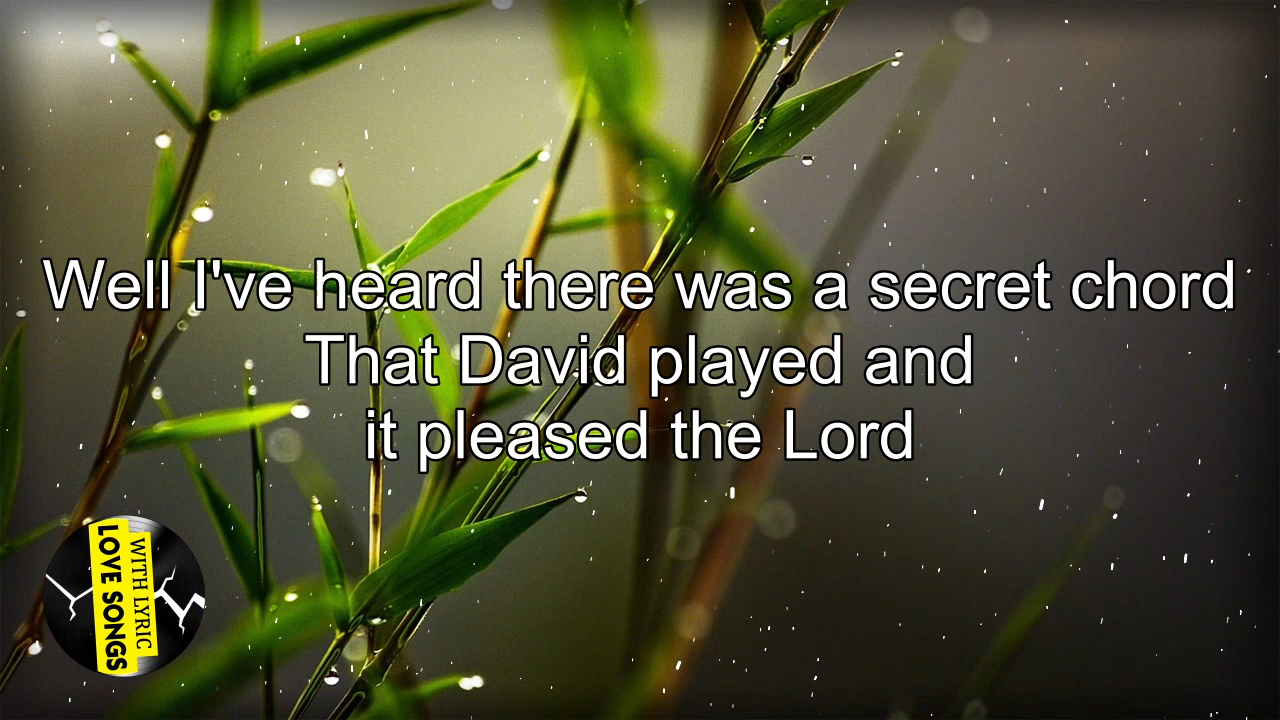 Well I've heard there was a secret chord
That David played and
it pleased the Lord
WITH LYRIC
LOVE SONGS